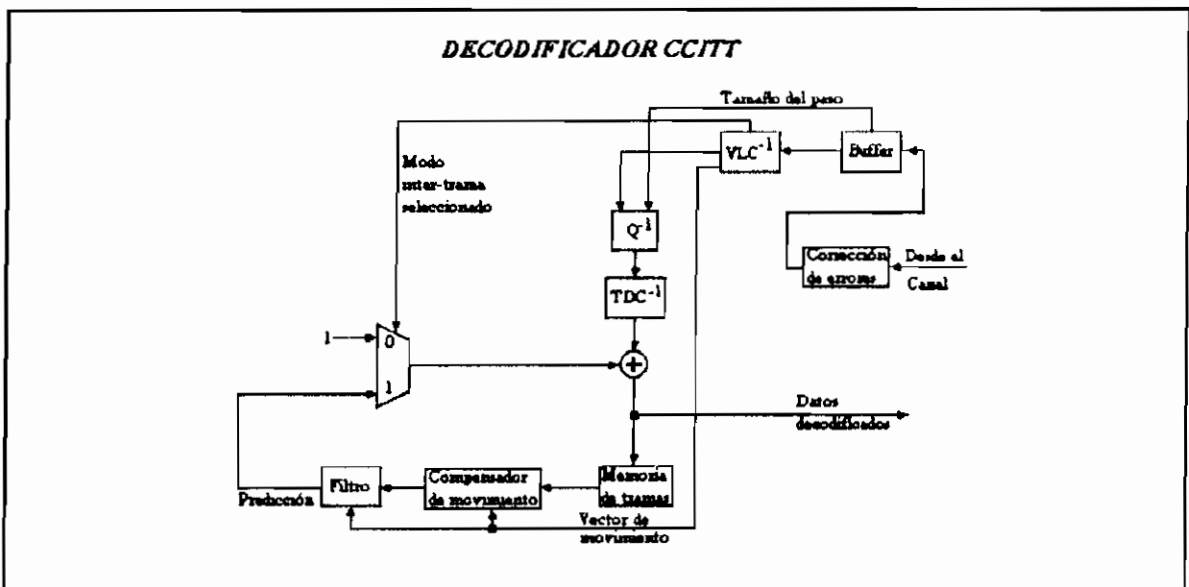 DECODIFICADOR CCITT
Tamaño del paso
VLC⁻¹
Buffer
Modo
inter-trama
seleccionado
Q⁻¹
Corrección
de errores
Desde el
Canal
TDC⁻¹
1
0
1
+
Datos
decodificados
Filtro
Compensador
de movimiento
Memoria
de tramas
Predicción
Vector de
movimiento